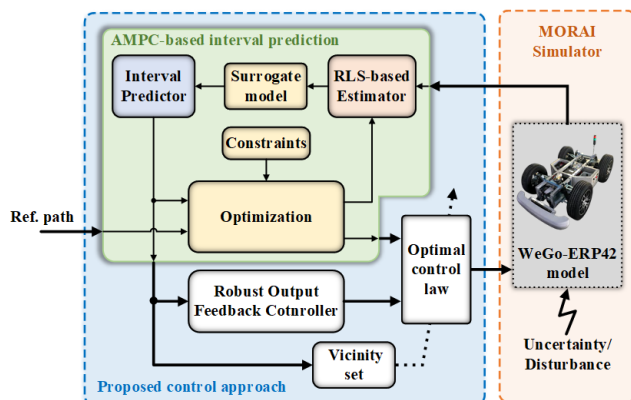 AMPC-based interval prediction
MORAI
Simulator
Interval
Predictor
Surrogate
model
RLS-based
Estimator
Constraints
Optimization
Ref. path
Optimal
control
law
WeGo-ERP42
model
Robust Output
Feedback Cotnroller
Vicinity
set
Uncertainty/
Disturbance
Proposed control approach